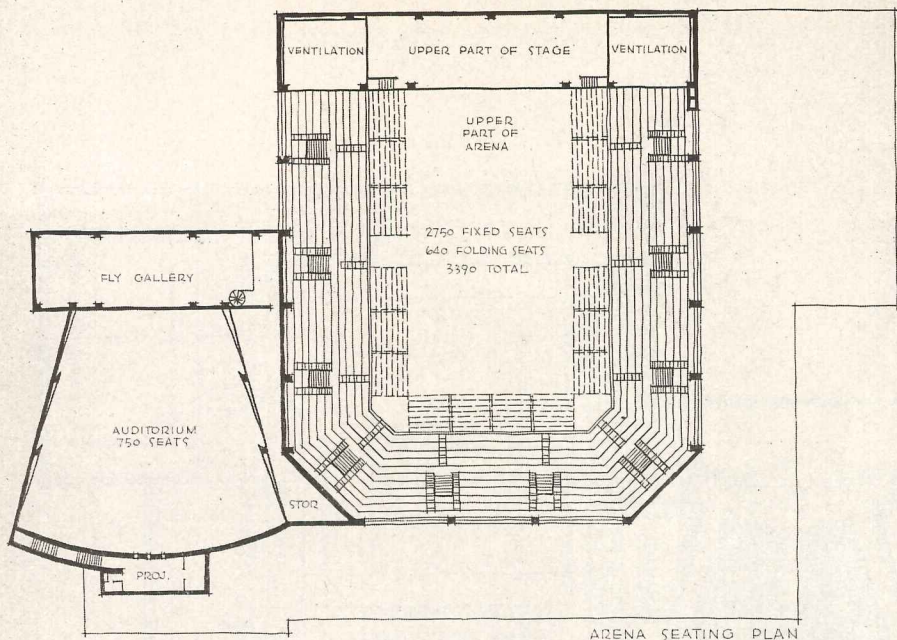 VENTILATION
UPPER PART OF STAGE
VENTILATION
UPPER
PART OF
ARENA
2750 FIXED SEATS
640 FOLDING SEATS
3390 TOTAL
FLY GALLERY
AUDITORIUM
750 SEATS
STOR
PROJ.
ARENA SEATING PLAN